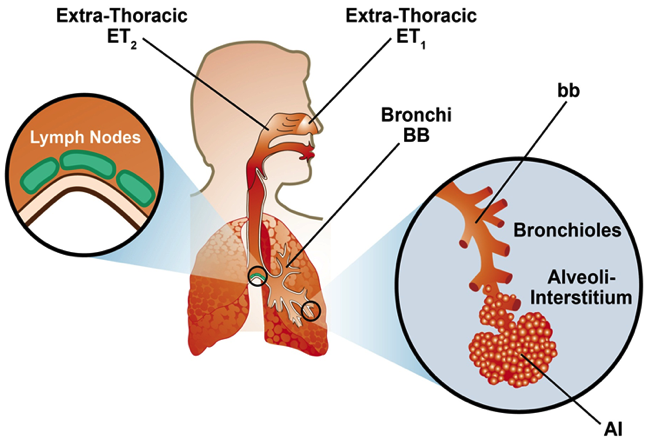 Extra-Thoracic
ET2
Extra-Thoracic
ET1
Lymph Nodes
Bronchi
BB
bb
Bronchioles
Alveoli-
Interstitium
AI